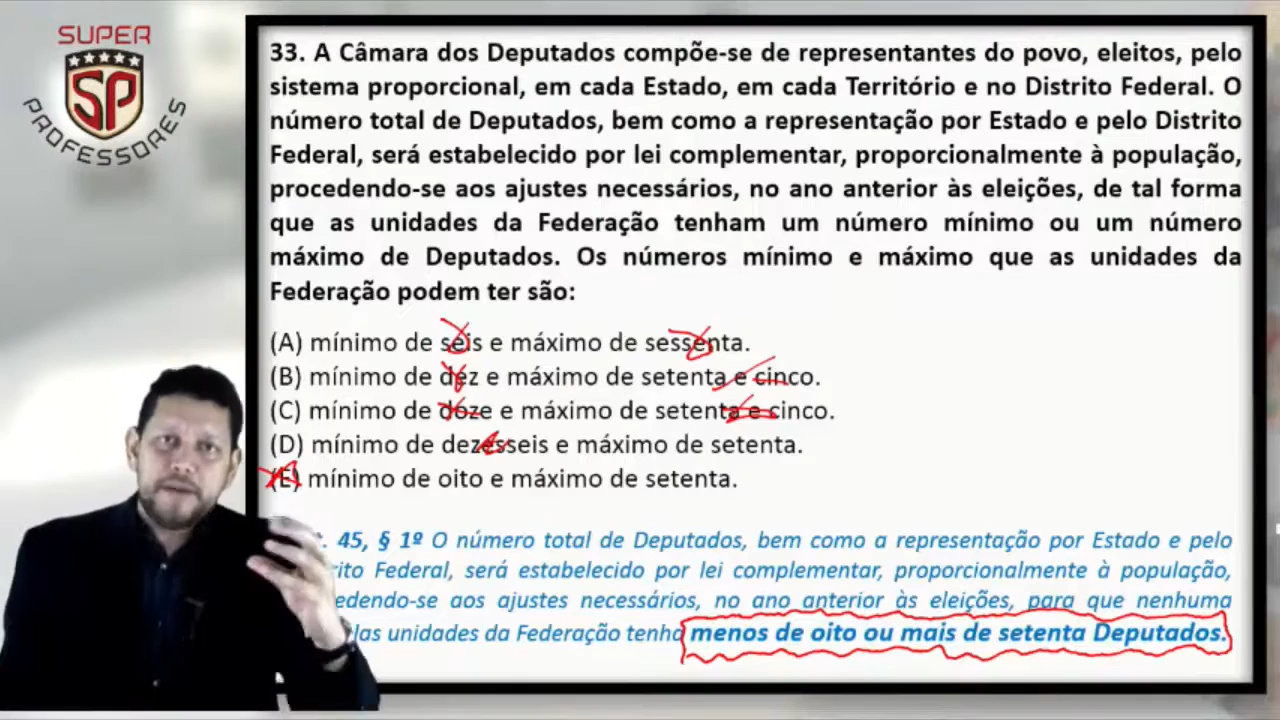 SUPER
SP
PROFESSORES
33. A Câmara dos Deputados compõe-se de representantes do povo, eleitos, pelo
sistema proporcional, em cada Estado, em cada Território e no Distrito Federal. O
número total de Deputados, bem como a representação por Estado e pelo Distrito
Federal, será estabelecido por lei complementar, proporcionalmente à população,
procedendo-se aos ajustes necessários, no ano anterior às eleições, de tal forma
que as unidades da Federação tenham um número mínimo ou um número
máximo de Deputados. Os números mínimo e máximo que as unidades da
Federação podem ter são:
(A) mínimo de seis e máximo de sessenta.
(B) mínimo de dez e máximo de setenta e cinco.
(C) mínimo de doze e máximo de setenta e cinco.
(D) mínimo de dezesseis e máximo de setenta.
(E) mínimo de oito e máximo de setenta.
45, § 1º O número total de Deputados, bem como a representação por Estado e pelo
Federal, será estabelecido por lei complementar, proporcionalmente à população,
edendo-se aos ajustes necessários, no ano anterior às eleições, para que nenhuma
las unidades da Federação tenha menos de oito ou mais de setenta Deputados.